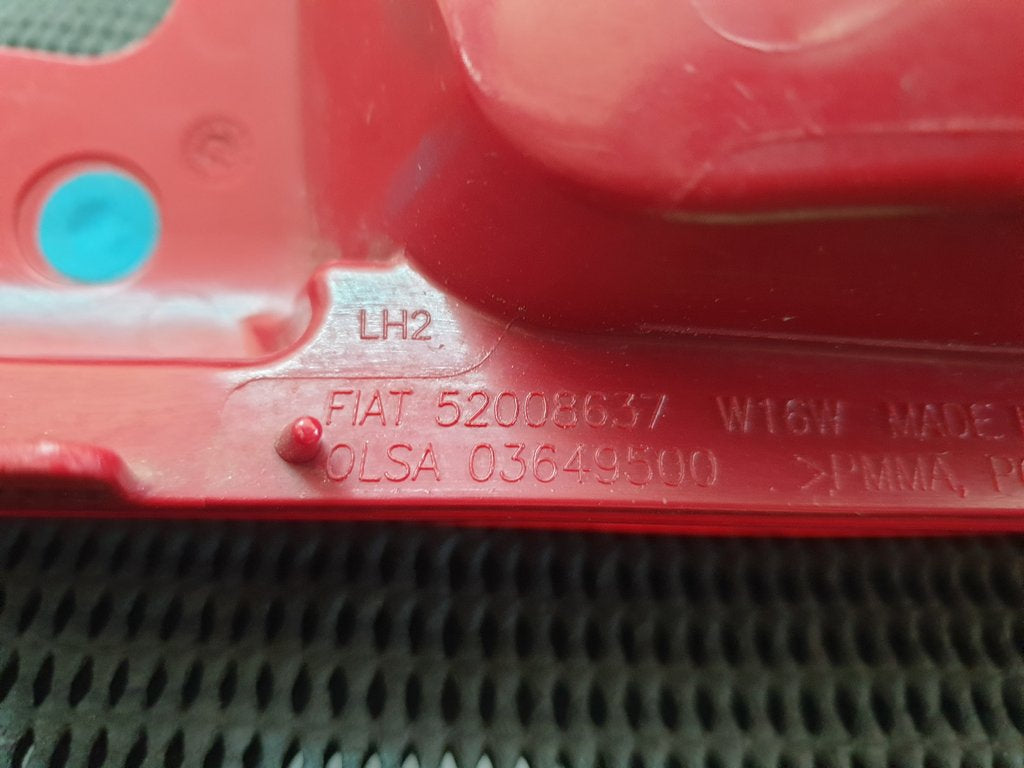 LH2
FIAT 52008637 W16W MADE
OLSA 03649500 >PMMA,